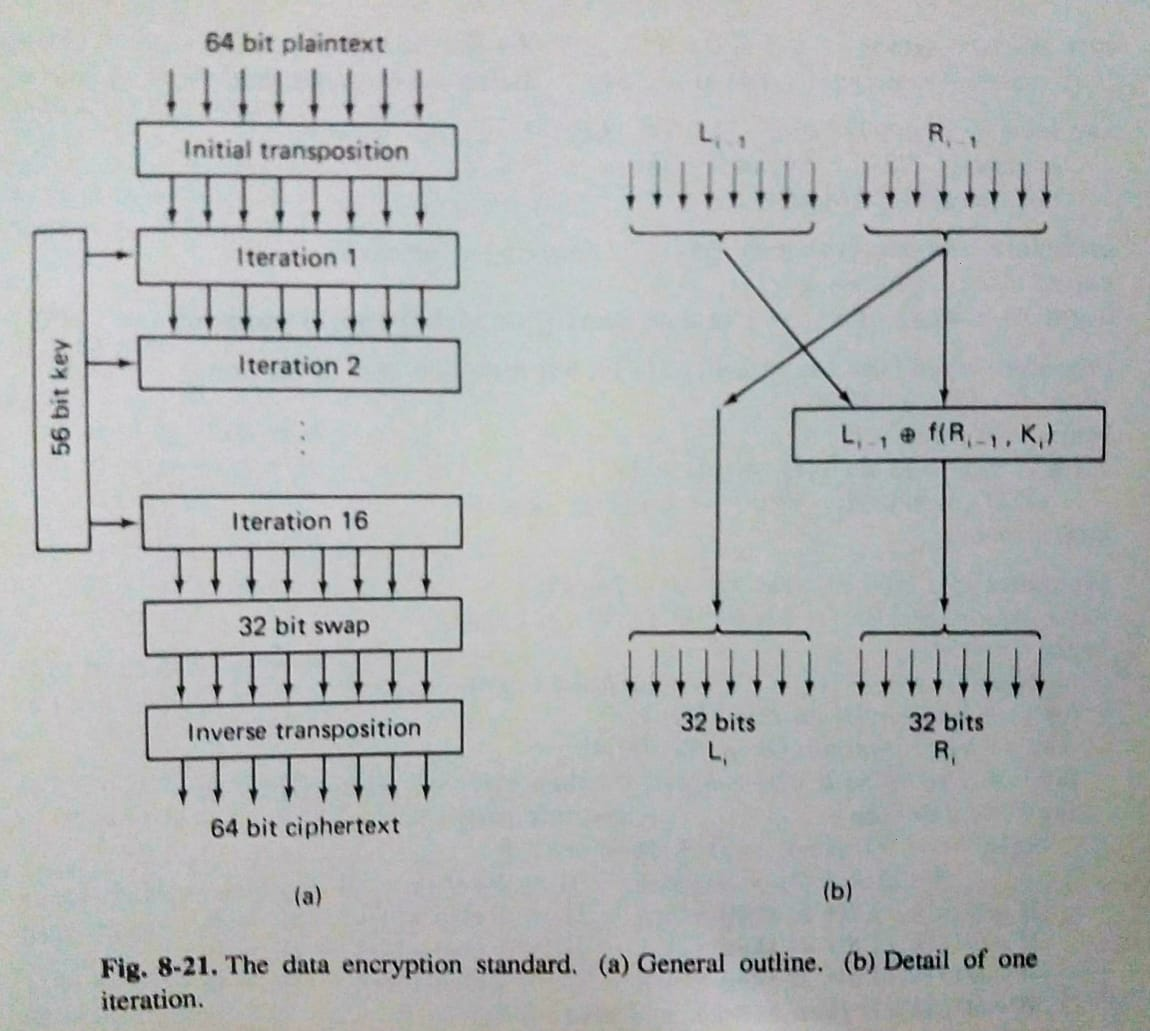 64 bit plaintext
Initial transposition
Iteration 1
Iteration 2
56 bit key
Iteration 16
32 bit swap
Inverse transposition
64 bit ciphertext
(a)
Lᵢ₋₁ Rᵢ₋₁
Lᵢ₋₁ ⊕ f(Rᵢ₋₁, Kᵢ)
32 bits 32 bits
Lᵢ Rᵢ
(b)
Fig. 8-21. The data encryption standard. (a) General outline. (b) Detail of one
iteration.